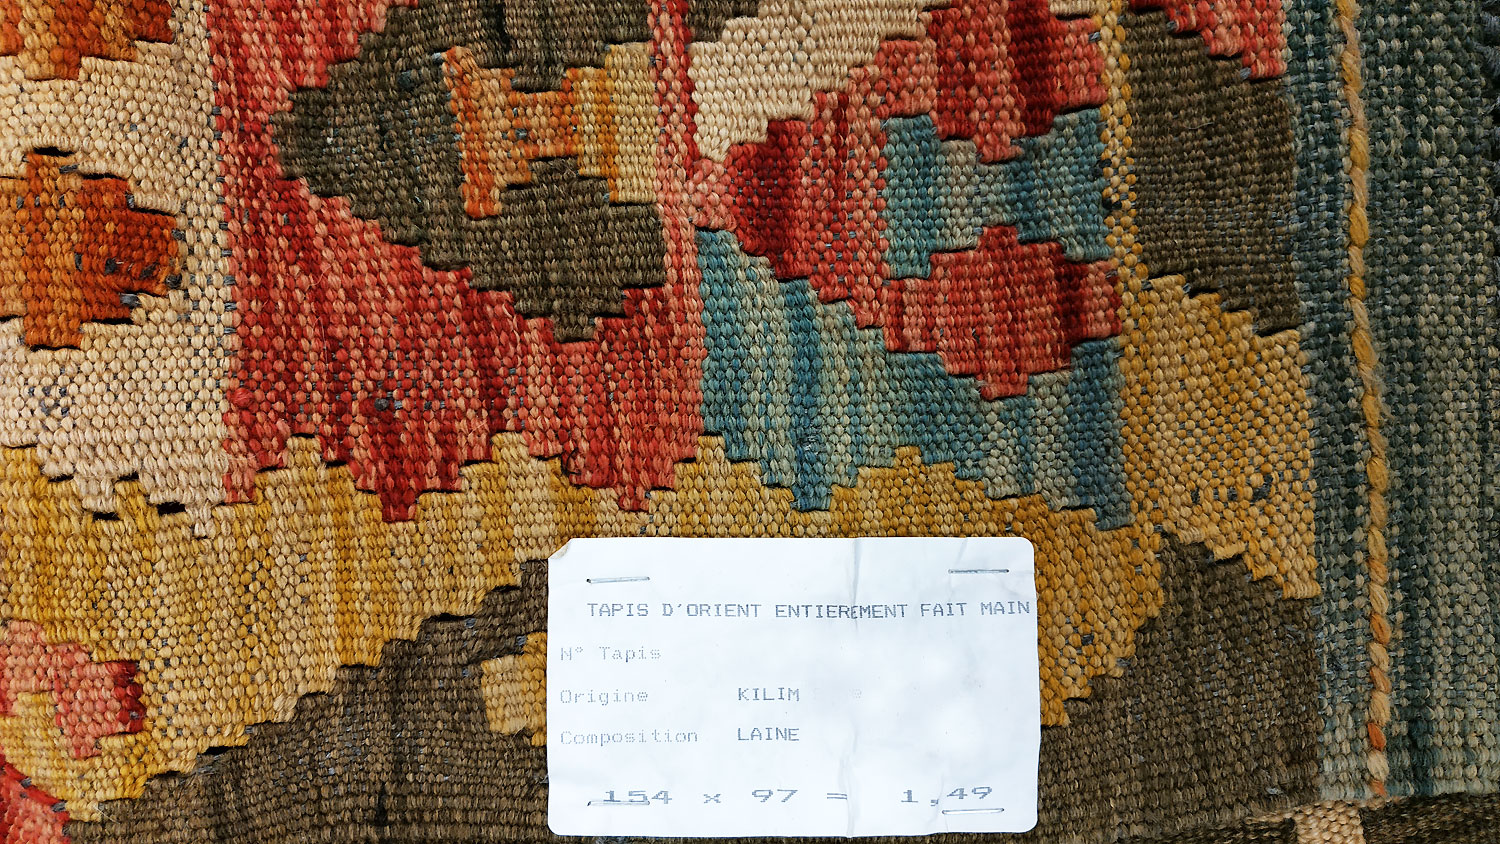 TAPIS D'ORIENT ENTIEREMENT FAIT MAIN
N° Tapis
Origine KILIM
Composition LAINE
154 x 97 = 1,49